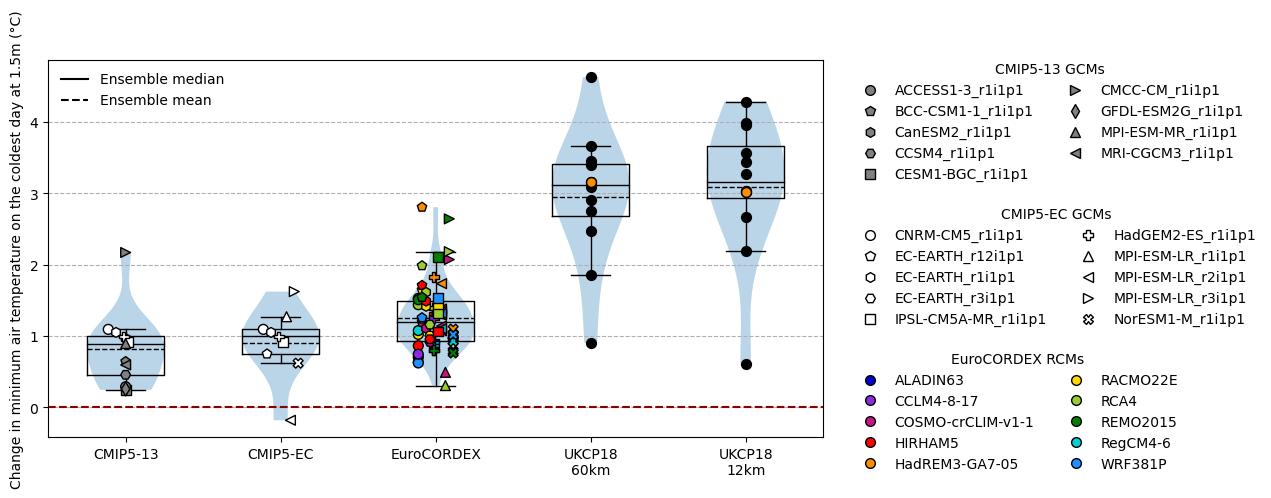 Change in minimum air temperature on the coldest day at 1.5m (°C)
Ensemble median
Ensemble mean
4
3
2
1
0
CMIP5-13
CMIP5-EC
EuroCORDEX
UKCP18
60km
UKCP18
12km
CMIP5-13 GCMs
ACCESS1-3_r1i1p1
BCC-CSM1-1_r1i1p1
CanESM2_r1i1p1
CCSM4_r1i1p1
CESM1-BGC_r1i1p1
CMCC-CM_r1i1p1
GFDL-ESM2G_r1i1p1
MPI-ESM-MR_r1i1p1
MRI-CGCM3_r1i1p1
CMIP5-EC GCMs
CNRM-CM5_r1i1p1
EC-EARTH_r12i1p1
EC-EARTH_r1i1p1
EC-EARTH_r3i1p1
IPSL-CM5A-MR_r1i1p1
HadGEM2-ES_r1i1p1
MPI-ESM-LR_r1i1p1
MPI-ESM-LR_r2i1p1
MPI-ESM-LR_r3i1p1
NorESM1-M_r1i1p1
EuroCORDEX RCMs
ALADIN63
CCLM4-8-17
COSMO-crCLIM-v1-1
HIRHAM5
HadREM3-GA7-05
RACMO22E
RCA4
REMO2015
RegCM4-6
WRF381P